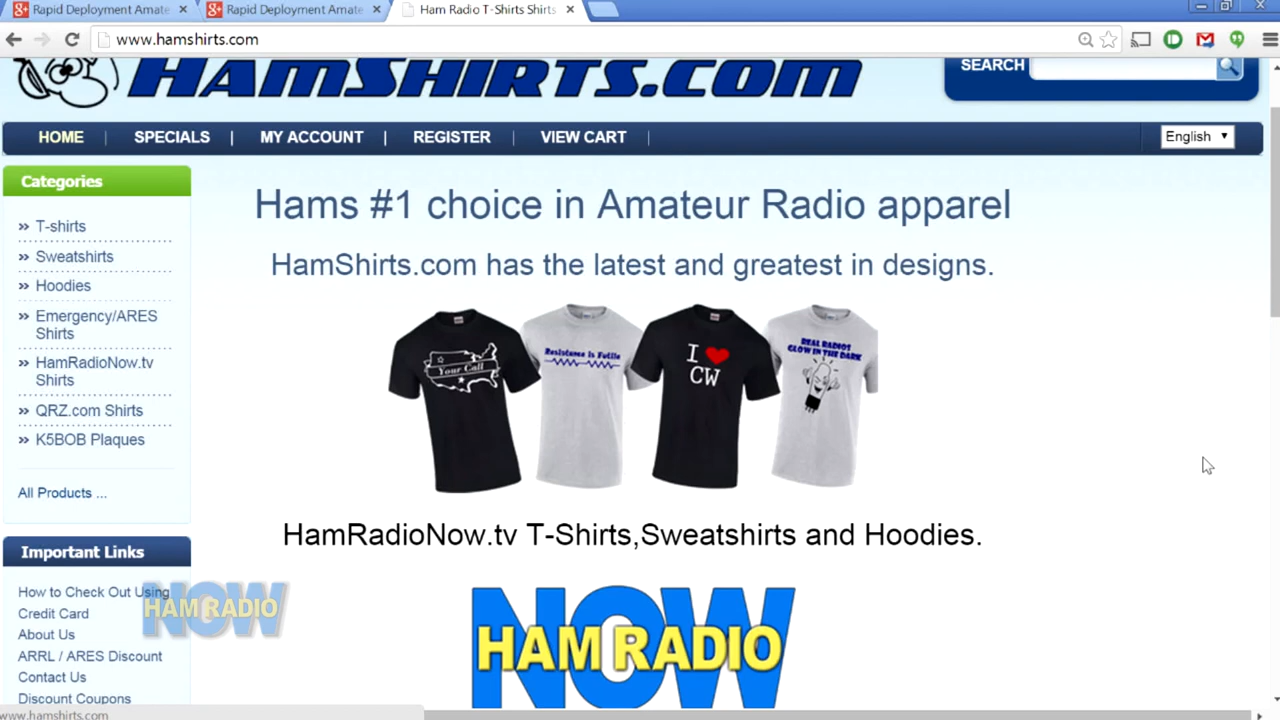 Rapid Deployment Amate
Rapid Deployment Amate
Ham Radio T-Shirts Shirts
www.hamshirts.com
HAMSHIRTS.COM
SEARCH
HOME | SPECIALS | MY ACCOUNT | REGISTER | VIEW CART |
English
Categories
» T-shirts
» Sweatshirts
» Hoodies
» Emergency/ARES
Shirts
» HamRadioNow.tv
Shirts
» QRZ.com Shirts
» K5BOB Plaques
All Products ...
Important Links
How to Check Out Using
Credit Card
About Us
ARRL / ARES Discount
Contact Us
Discount Coupons
Hams #1 choice in Amateur Radio apparel
HamShirts.com has the latest and greatest in designs.
Your Call
Resistance is Futile
I ♥
CW
REAL RADIOS
GLOW IN THE DARK
HamRadioNow.tv T-Shirts,Sweatshirts and Hoodies.
NOW
HAM RADIO
NOW
HAM RADIO
www.hamshirts.com